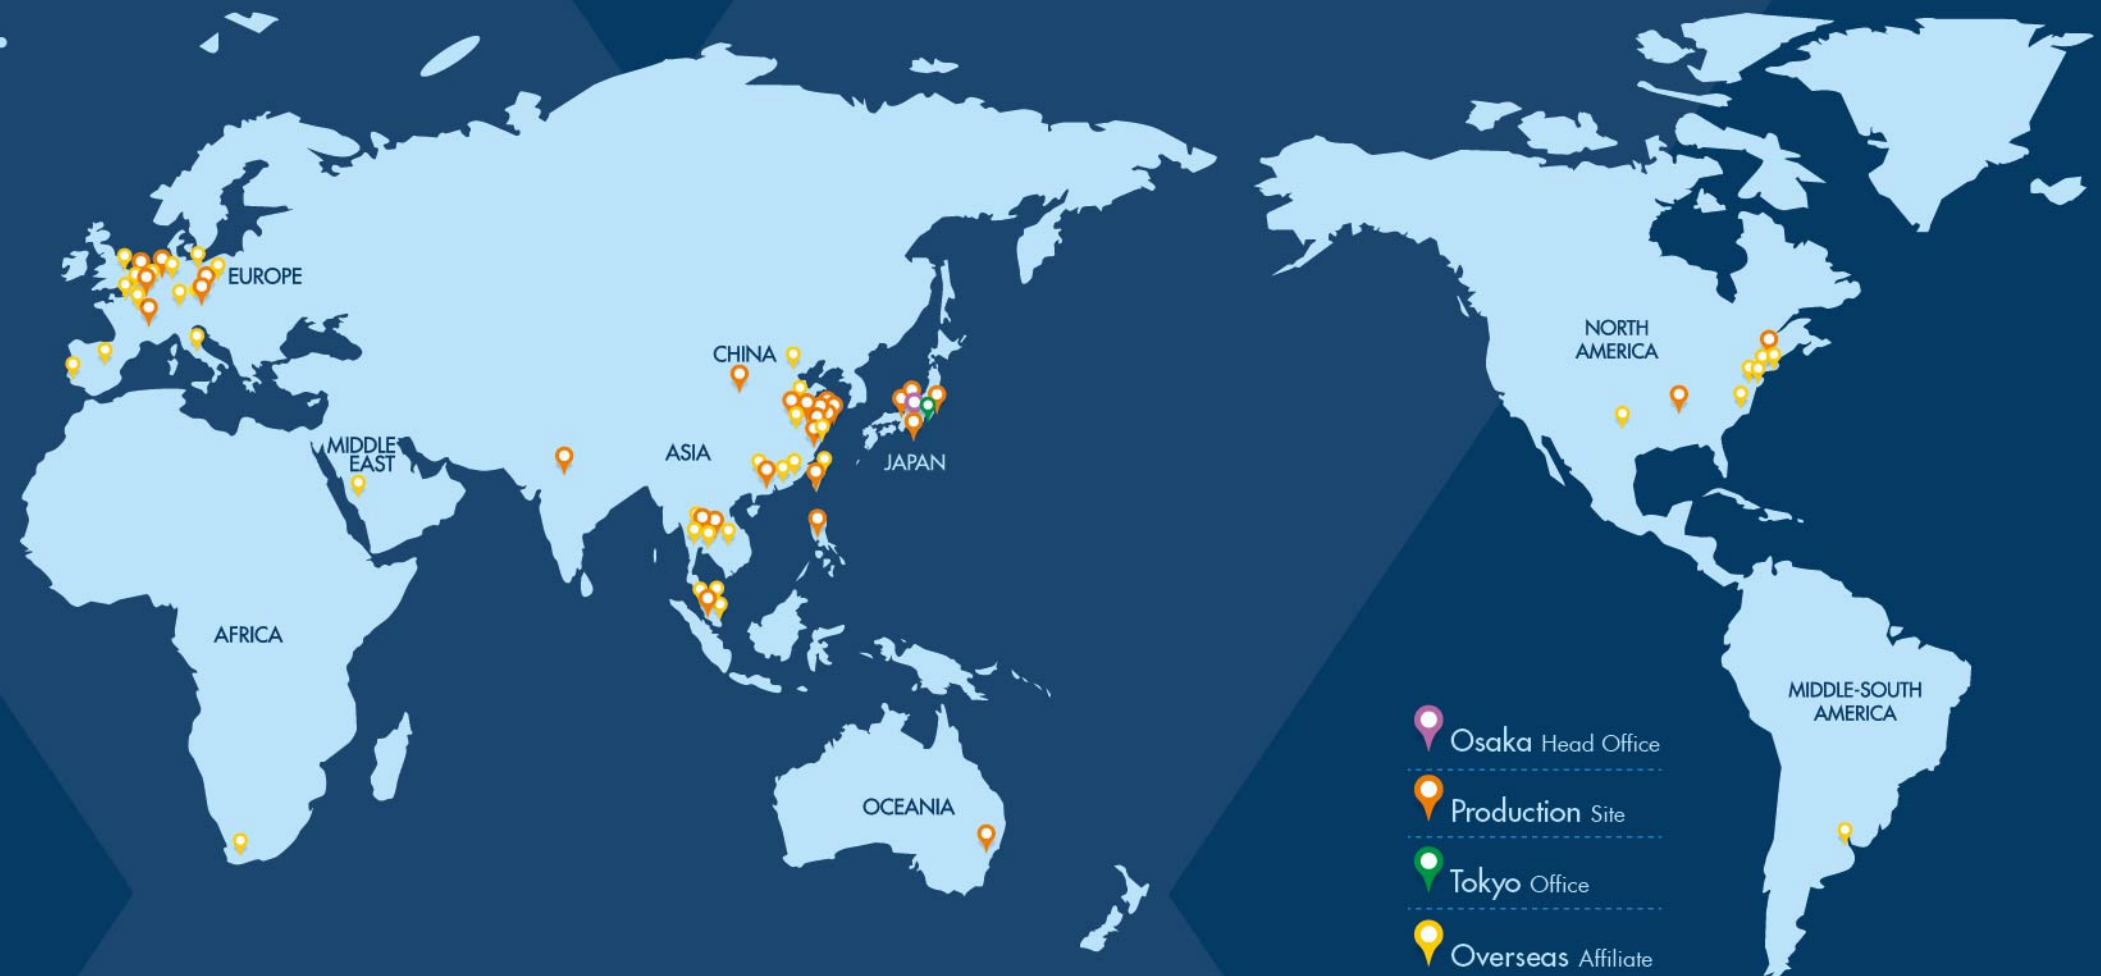 EUROPE
CHINA
NORTH
AMERICA
MIDDLE
EAST
ASIA
JAPAN
AFRICA
MIDDLE-SOUTH
AMERICA
OCEANIA
Osaka Head Office
Production Site
Tokyo Office
Overseas Affiliate